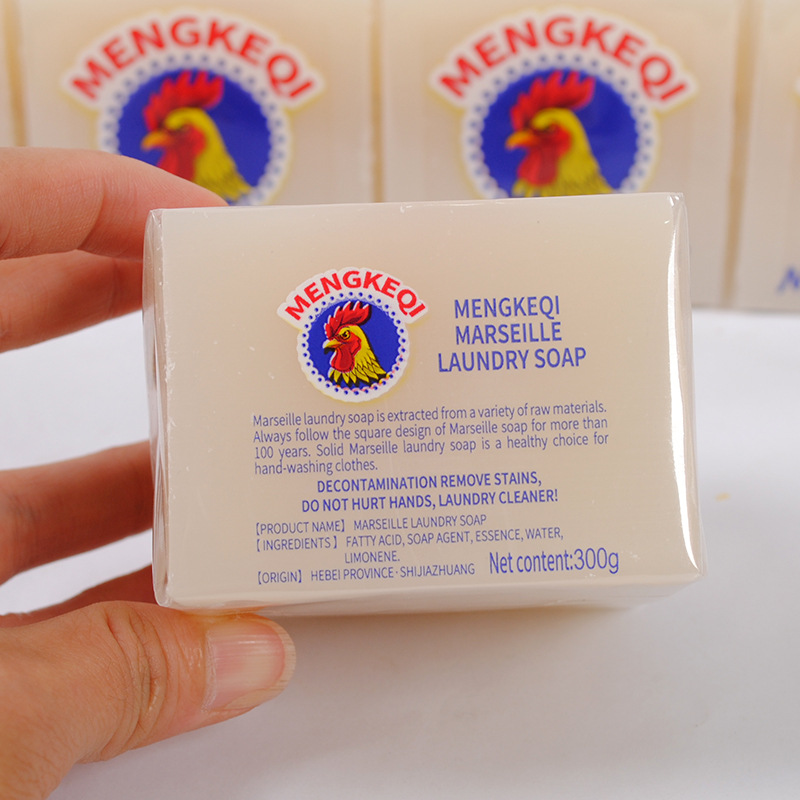 MENGKEQI
MENGKEQI
MENGKEQI
MENGKEQI
MARSEILLE
LAUNDRY SOAP
Marseille laundry soap is extracted from a variety of raw materials.
Always follow the square design of Marseille soap for more than
100 years. Solid Marseille laundry soap is a healthy choice for
hand-washing clothes.
DECONTAMINATION REMOVE STAINS,
DO NOT HURT HANDS, LAUNDRY CLEANER!
【PRODUCT NAME】 MARSEILLE LAUNDRY SOAP
【INGREDIENTS】 FATTY ACID, SOAP AGENT, ESSENCE, WATER,
LIMONENE.
【ORIGIN】 HEBEI PROVINCE · SHIJIAZHUANG
Net content:300g